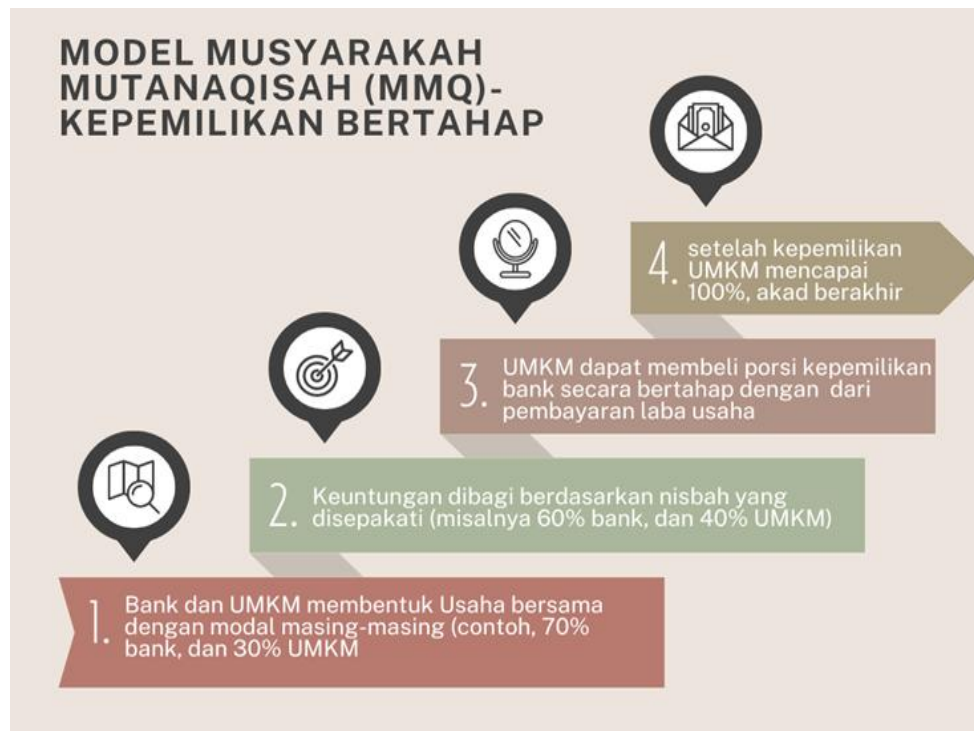 MODEL MUSYARAKAH
MUTANAQISAH (MMQ)-
KEPEMILIKAN BERTAHAP
1. Bank dan UMKM membentuk Usaha bersama
dengan modal masing-masing (contoh, 70%
bank, dan 30% UMKM
2. Keuntungan dibagi berdasarkan nisbah yang
disepakati (misalnya 60% bank, dan 40% UMKM)
3. UMKM dapat membeli porsi kepemilikan
bank secara bertahap dengan dari
pembayaran laba usaha
4. setelah kepemilikan
UMKM mencapai
100%, akad berakhir